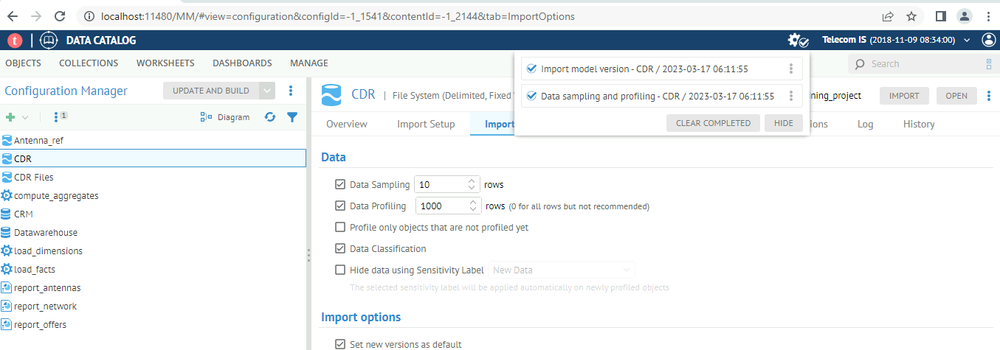 localhost:11480/MM/#view=configuration&configId=-1_1541&contentId=-1_2144&tab=ImportOptions
t DATA CATALOG Telecom IS (2018-11-09 08:34:00)
OBJECTS COLLECTIONS WORKSHEETS DASHBOARDS MANAGE Search
Import model version - CDR / 2023-03-17 06:11:55
Data sampling and profiling - CDR / 2023-03-17 06:11:55
CLEAR COMPLETED HIDE
Configuration Manager UPDATE AND BUILD
1 Diagram
Antenna_ref
CDR
CDR Files
compute_aggregates
CRM
Datawarehouse
load_dimensions
load_facts
report_antennas
report_network
report_offers
CDR | File System (Delimited, Fixed ning_project IMPORT OPEN
Overview Import Setup Import ions Log History
Data
Data Sampling 10 rows
Data Profiling 1000 rows (0 for all rows but not recommended)
Profile only objects that are not profiled yet
Data Classification
Hide data using Sensitivity Label New Data
The selected sensitivity label will be applied automatically on newly profiled objects
Import options
Set new versions as default